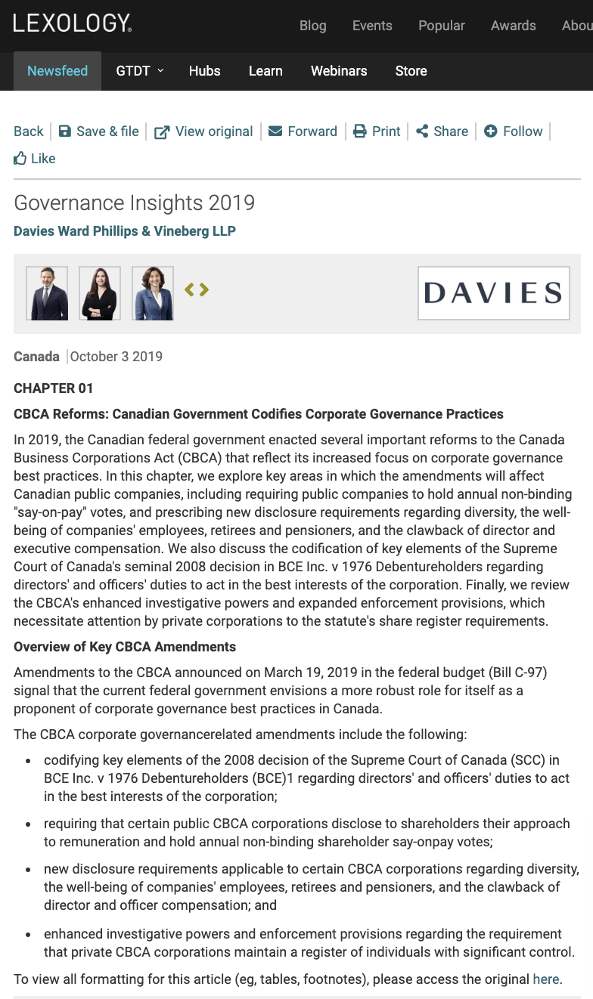 LEXOLOGY.
Blog Events Popular Awards Abou
Newsfeed GTDT Hubs Learn Webinars Store
Back Save & file View original Forward Print Share Follow
Like
Governance Insights 2019
Davies Ward Phillips & Vineberg LLP
DAVIES
Canada October 3 2019
CHAPTER 01
CBCA Reforms: Canadian Government Codifies Corporate Governance Practices
In 2019, the Canadian federal government enacted several important reforms to the Canada
Business Corporations Act (CBCA) that reflect its increased focus on corporate governance
best practices. In this chapter, we explore key areas in which the amendments will affect
Canadian public companies, including requiring public companies to hold annual non-binding
"say-on-pay" votes, and prescribing new disclosure requirements regarding diversity, the well-
being of companies' employees, retirees and pensioners, and the clawback of director and
executive compensation. We also discuss the codification of key elements of the Supreme
Court of Canada's seminal 2008 decision in BCE Inc. v 1976 Debentureholders regarding
directors' and officers' duties to act in the best interests of the corporation. Finally, we review
the CBCA's enhanced investigative powers and expanded enforcement provisions, which
necessitate attention by private corporations to the statute's share register requirements.
Overview of Key CBCA Amendments
Amendments to the CBCA announced on March 19, 2019 in the federal budget (Bill C-97)
signal that the current federal government envisions a more robust role for itself as a
proponent of corporate governance best practices in Canada.
The CBCA corporate governancerelated amendments include the following:
• codifying key elements of the 2008 decision of the Supreme Court of Canada (SCC) in
BCE Inc. v 1976 Debentureholders (BCE)1 regarding directors' and officers' duties to act
in the best interests of the corporation;
• requiring that certain public CBCA corporations disclose to shareholders their approach
to remuneration and hold annual non-binding shareholder say-onpay votes;
• new disclosure requirements applicable to certain CBCA corporations regarding diversity,
the well-being of companies' employees, retirees and pensioners, and the clawback of
director and officer compensation; and
• enhanced investigative powers and enforcement provisions regarding the requirement
that private CBCA corporations maintain a register of individuals with significant control.
To view all formatting for this article (eg, tables, footnotes), please access the original here.